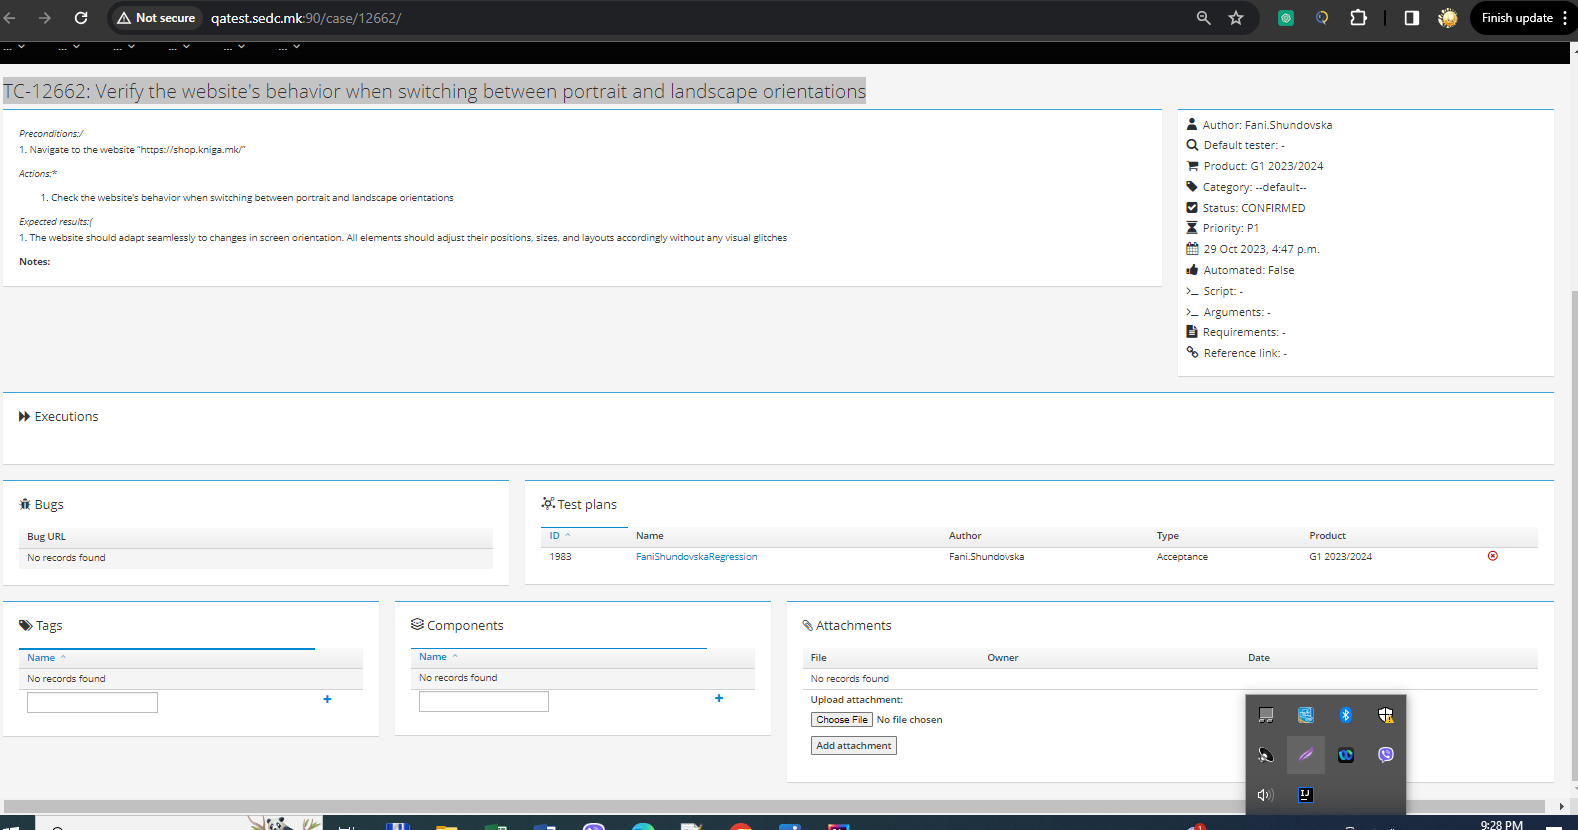 Not secure
qatest.sedc.mk:90/case/12662/
Finish update
... ... ... ... ... ...
TC-12662: Verify the website's behavior when switching between portrait and landscape orientations
Preconditions:/
1. Navigate to the website “https://shop.kniga.mk/”
Actions:*
1. Check the website's behavior when switching between portrait and landscape orientations
Expected results:(
1. The website should adapt seamlessly to changes in screen orientation. All elements should adjust their positions, sizes, and layouts accordingly without any visual glitches
Notes:
Author: Fani.Shundovska
Default tester: -
Product: G1 2023/2024
Category: --default--
Status: CONFIRMED
Priority: P1
29 Oct 2023, 4:47 p.m.
Automated: False
Script: -
Arguments: -
Requirements: -
Reference link: -
Executions
Bugs
Bug URL
No records found
Test plans
ID Name Author Type Product
1983 FaniShundovskaRegression Fani.Shundovska Acceptance G1 2023/2024
Tags
Name
No records found
Components
Name
No records found
Attachments
File Owner Date
No records found
Upload attachment:
Choose File No file chosen
Add attachment
IJ
9:28 PM